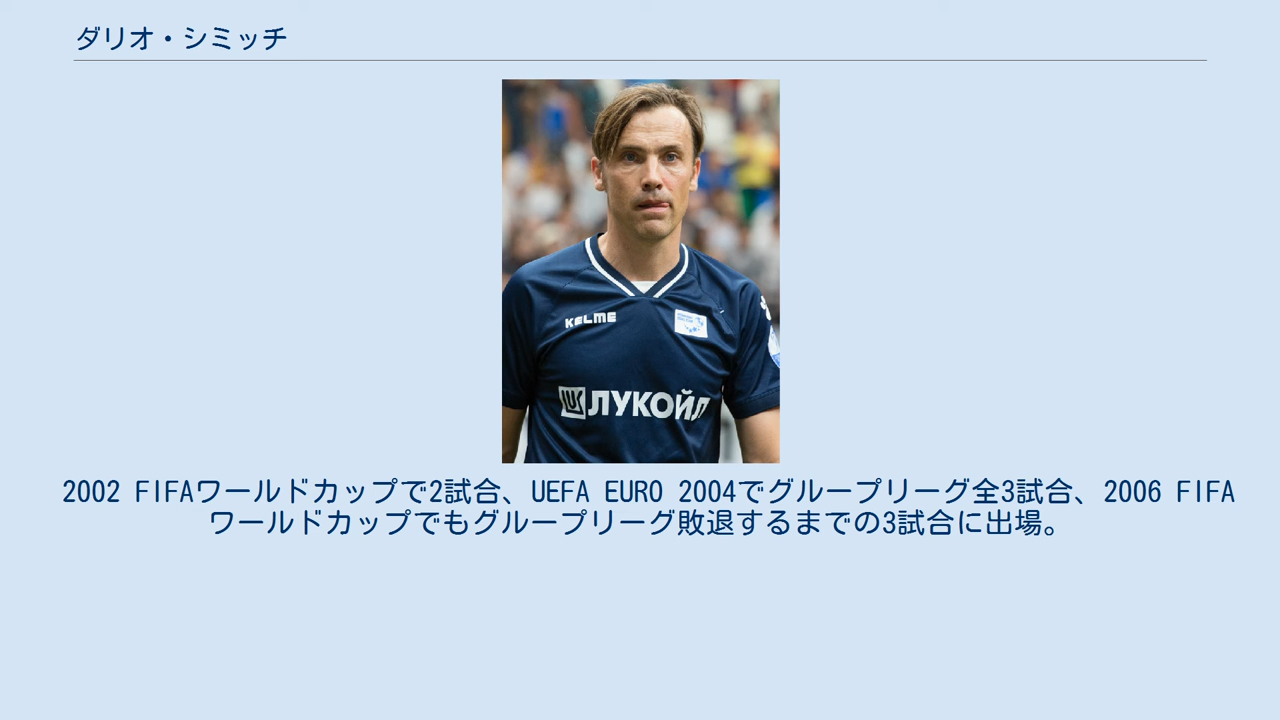 ダリオ・シミッチ
KELME
ЛУКОЙЛ
2002 FIFAワールドカップで2試合、UEFA EURO 2004でグループリーグ全3試合、2006 FIFA
ワールドカップでもグループリーグ敗退するまでの3試合に出場。